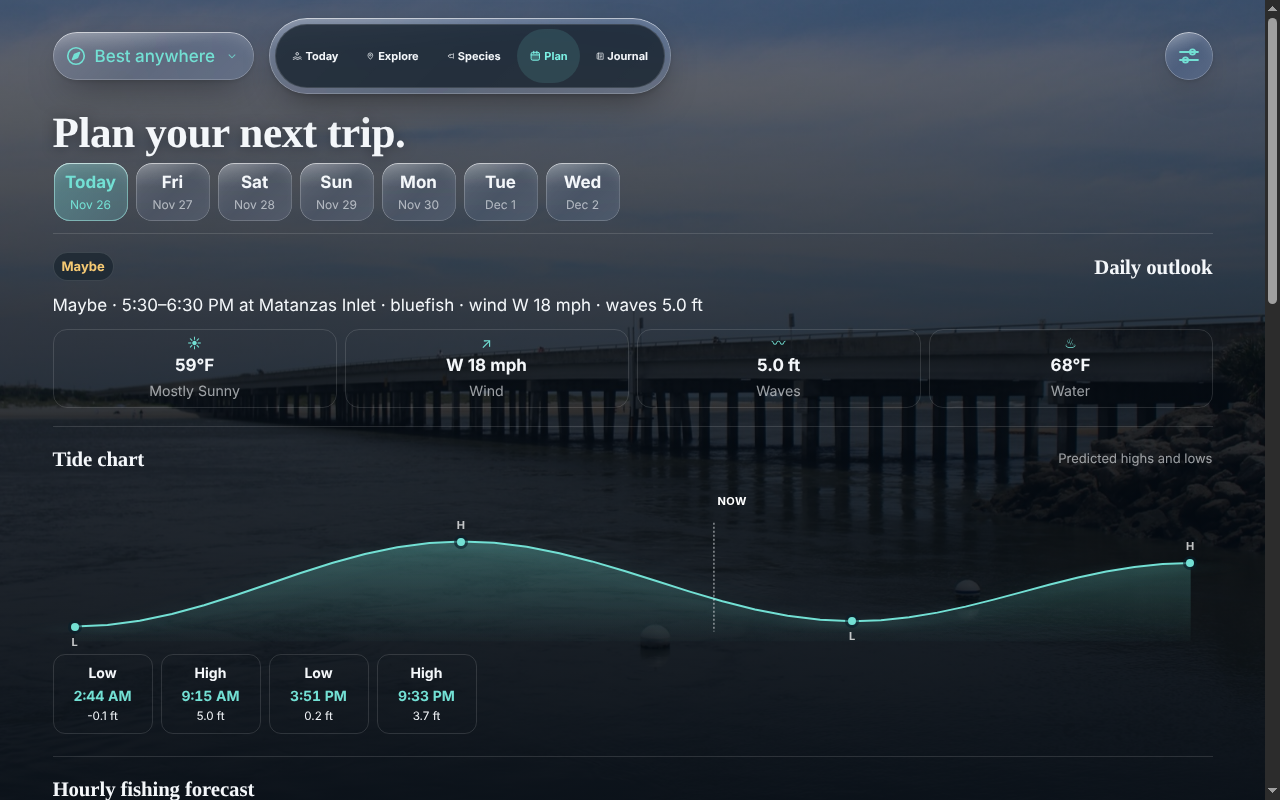 Best anywhere
Today Explore Species Plan Journal
Plan your next trip.
Today Fri Sat Sun Mon Tue Wed
Nov 26 Nov 27 Nov 28 Nov 29 Nov 30 Dec 1 Dec 2
Maybe
Daily outlook
Maybe · 5:30–6:30 PM at Matanzas Inlet · bluefish · wind W 18 mph · waves 5.0 ft
59°F W 18 mph 5.0 ft 68°F
Mostly Sunny Wind Waves Water
Tide chart
Predicted highs and lows
NOW
H
H
L
L
Low High Low High
2:44 AM 9:15 AM 3:51 PM 9:33 PM
-0.1 ft 5.0 ft 0.2 ft 3.7 ft
Hourly fishing forecast